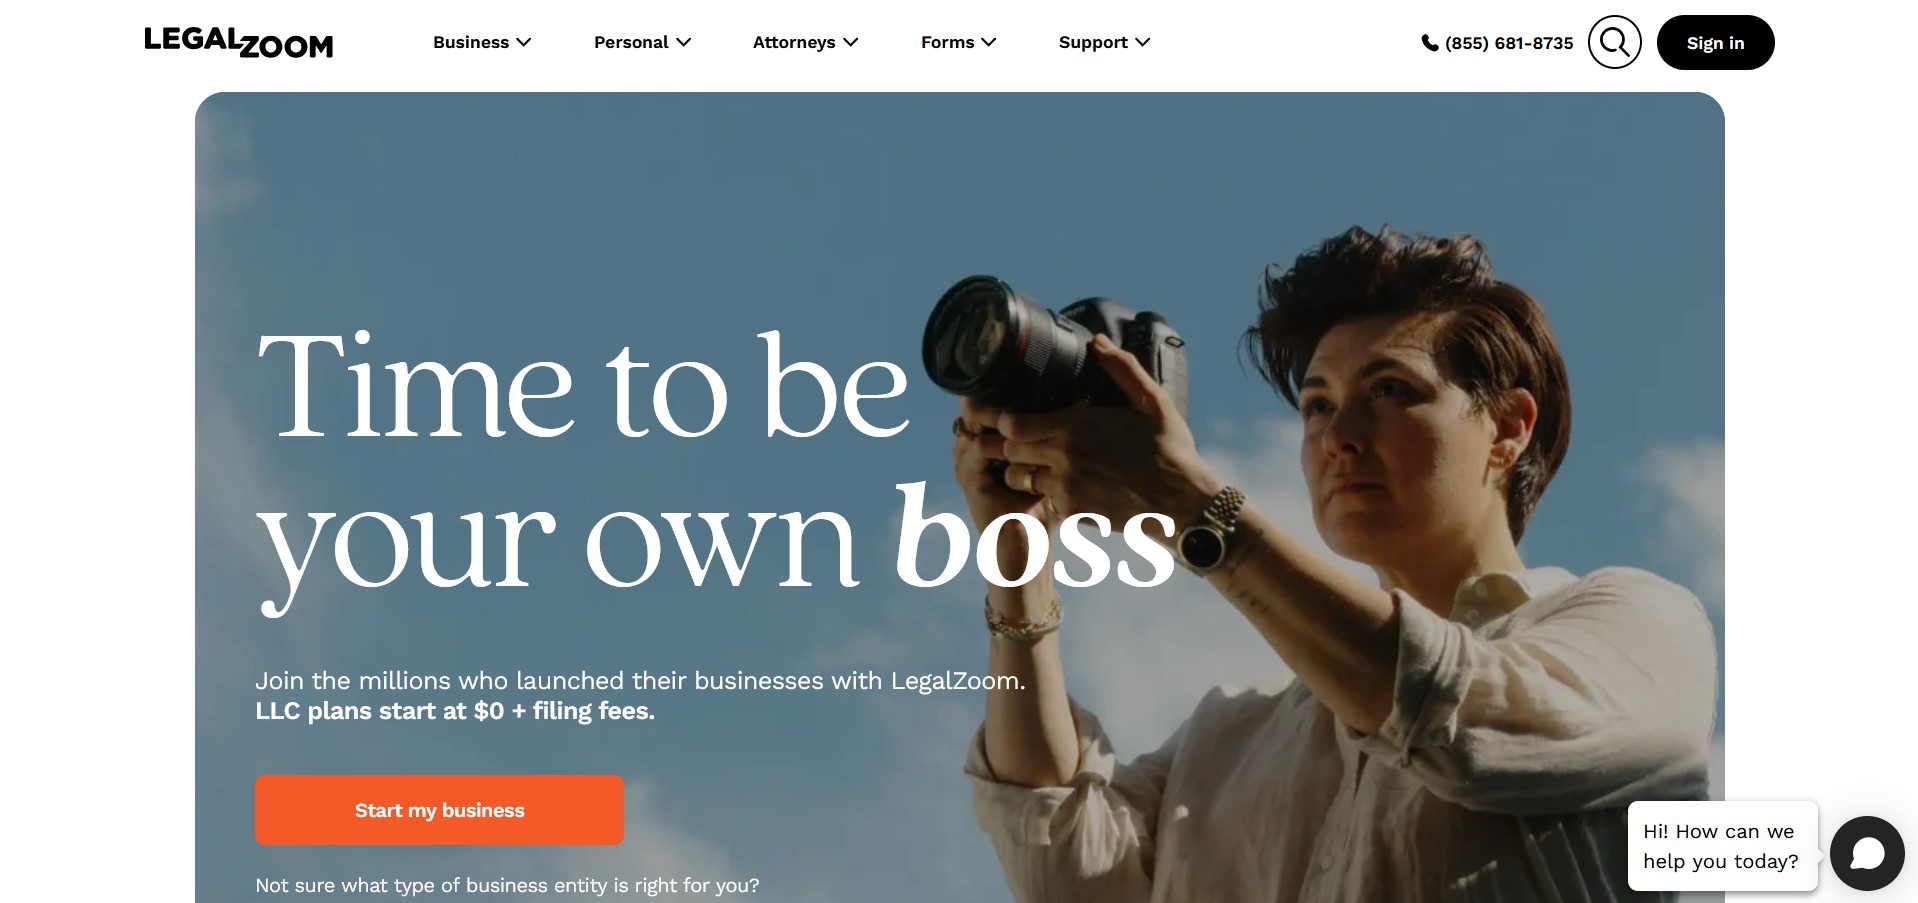 LEGALZOOM
Business
Personal
Attorneys
Forms
Support
(855) 681-8735
Sign in
Time to be
your own boss
Join the millions who launched their businesses with LegalZoom.
LLC plans start at $0 + filing fees.
Start my business
Not sure what type of business entity is right for you?
Hi! How can we
help you today?